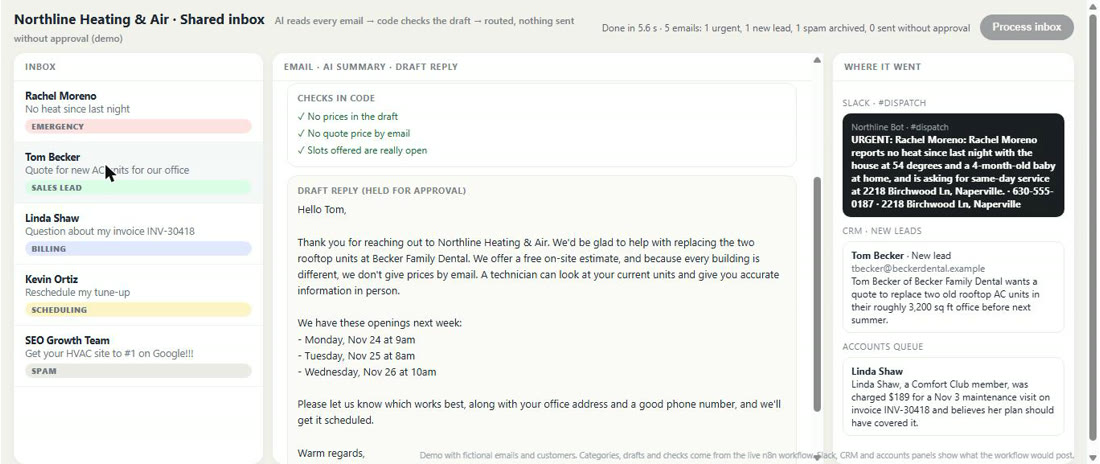 Northline Heating & Air · Shared inbox AI reads every email → code checks the draft → routed, nothing sent
without approval (demo)
Done in 5.6 s · 5 emails: 1 urgent, 1 new lead, 1 spam archived, 0 sent without approval
Process inbox
INBOX
Rachel Moreno
No heat since last night
EMERGENCY
Tom Becker
Quote for new AC units for our office
SALES LEAD
Linda Shaw
Question about my invoice INV-30418
BILLING
Kevin Ortiz
Reschedule my tune-up
SCHEDULING
SEO Growth Team
Get your HVAC site to #1 on Google!!!
SPAM
EMAIL · AI SUMMARY · DRAFT REPLY
CHECKS IN CODE
✓ No prices in the draft
✓ No quote price by email
✓ Slots offered are really open
DRAFT REPLY (HELD FOR APPROVAL)
Hello Tom,
Thank you for reaching out to Northline Heating & Air. We'd be glad to help with replacing the two
rooftop units at Becker Family Dental. We offer a free on-site estimate, and because every building is
different, we don't give prices by email. A technician can look at your current units and give you accurate
information in person.
We have these openings next week:
- Monday, Nov 24 at 9am
- Tuesday, Nov 25 at 8am
- Wednesday, Nov 26 at 10am
Please let us know which works best, along with your office address and a good phone number, and we'll
get it scheduled.
Warm regards,
WHERE IT WENT
SLACK · #DISPATCH
Northline Bot · #dispatch
URGENT: Rachel Moreno: Rachel Moreno
reports no heat since last night with the
house at 54 degrees and a 4-month-old baby
at home, and is asking for same-day service
at 2218 Birchwood Ln, Naperville. · 630-555-
0187 · 2218 Birchwood Ln, Naperville
CRM · NEW LEADS
Tom Becker · New lead
tbecker@beckerdental.example
Tom Becker of Becker Family Dental wants a
quote to replace two old rooftop AC units in
their roughly 3,200 sq ft office before next
summer.
ACCOUNTS QUEUE
Linda Shaw
Linda Shaw, a Comfort Club member, was
charged $189 for a Nov 3 maintenance visit on
invoice INV-30418 and believes her plan should
have covered it.
Demo with fictional emails and customers. Categories, drafts and checks come from the live n8n workflow. Slack, CRM and accounts panels show what the workflow would post.